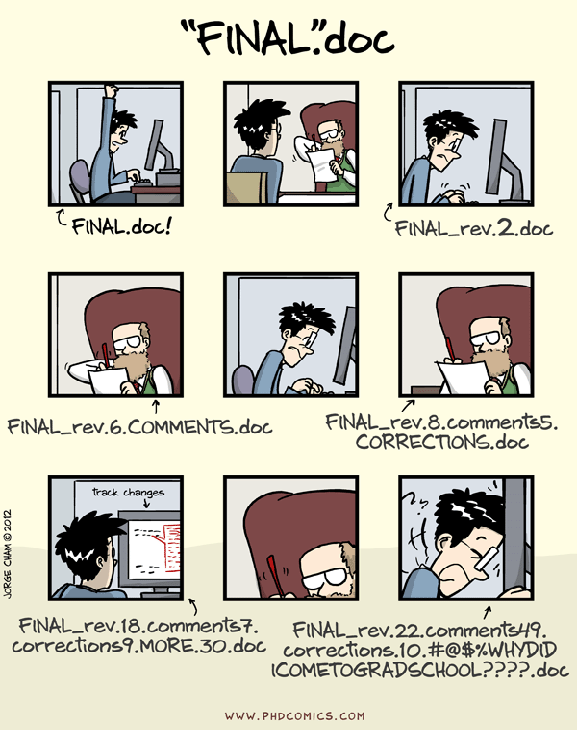 "FINAL".doc
FINAL.doc!
FINAL_rev.2.doc
FINAL_rev.6.COMMENTS.doc
FINAL_rev.8.comments5.
CORRECTIONS.doc
track changes
FINAL_rev.18.comments7.
corrections9.MORE.30.doc
FINAL_rev.22.comments49.
corrections.10.#@$%WHYDID
ICOMETOGRADSCHOOL????.doc
JORGE CHAM © 2012
WWW.PHDCOMICS.COM